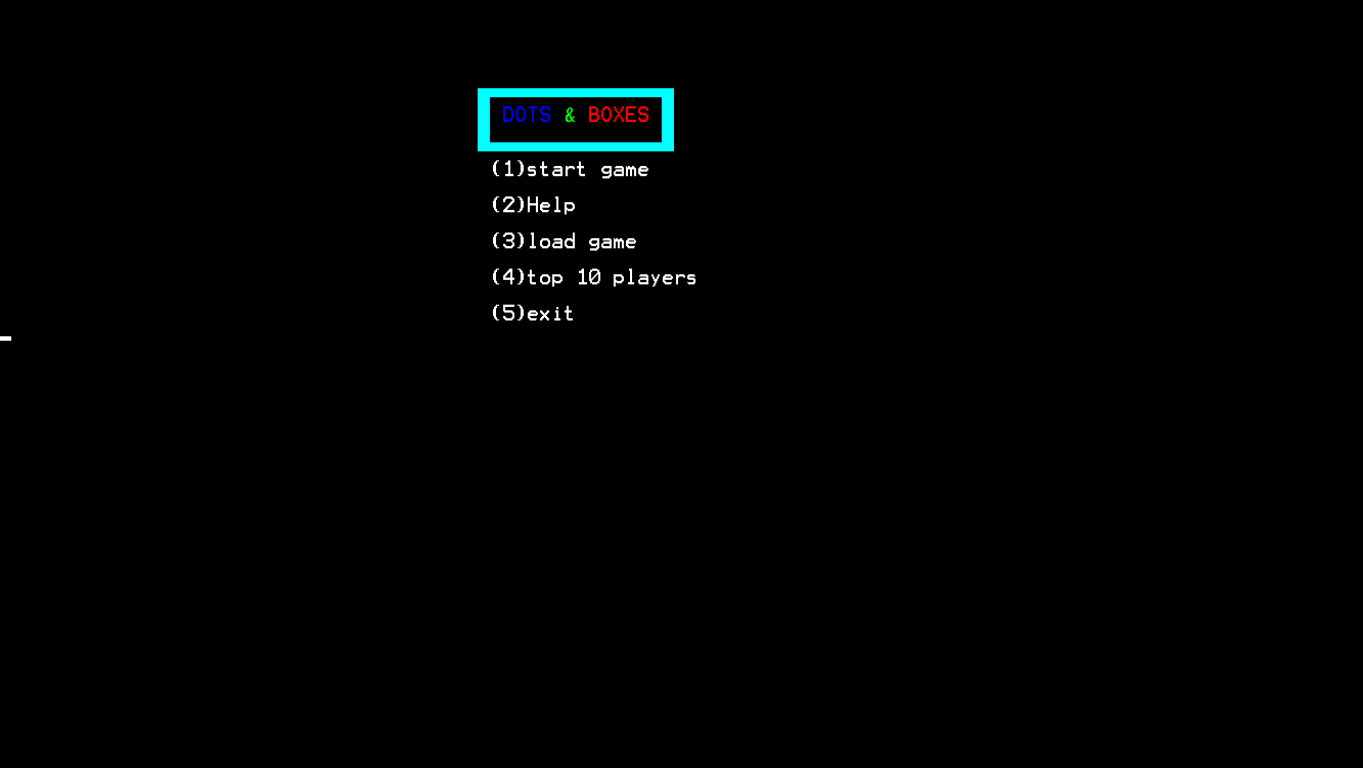 DOTS & BOXES
(1)start game
(2)Help
(3)load game
(4)top 10 players
(5)exit